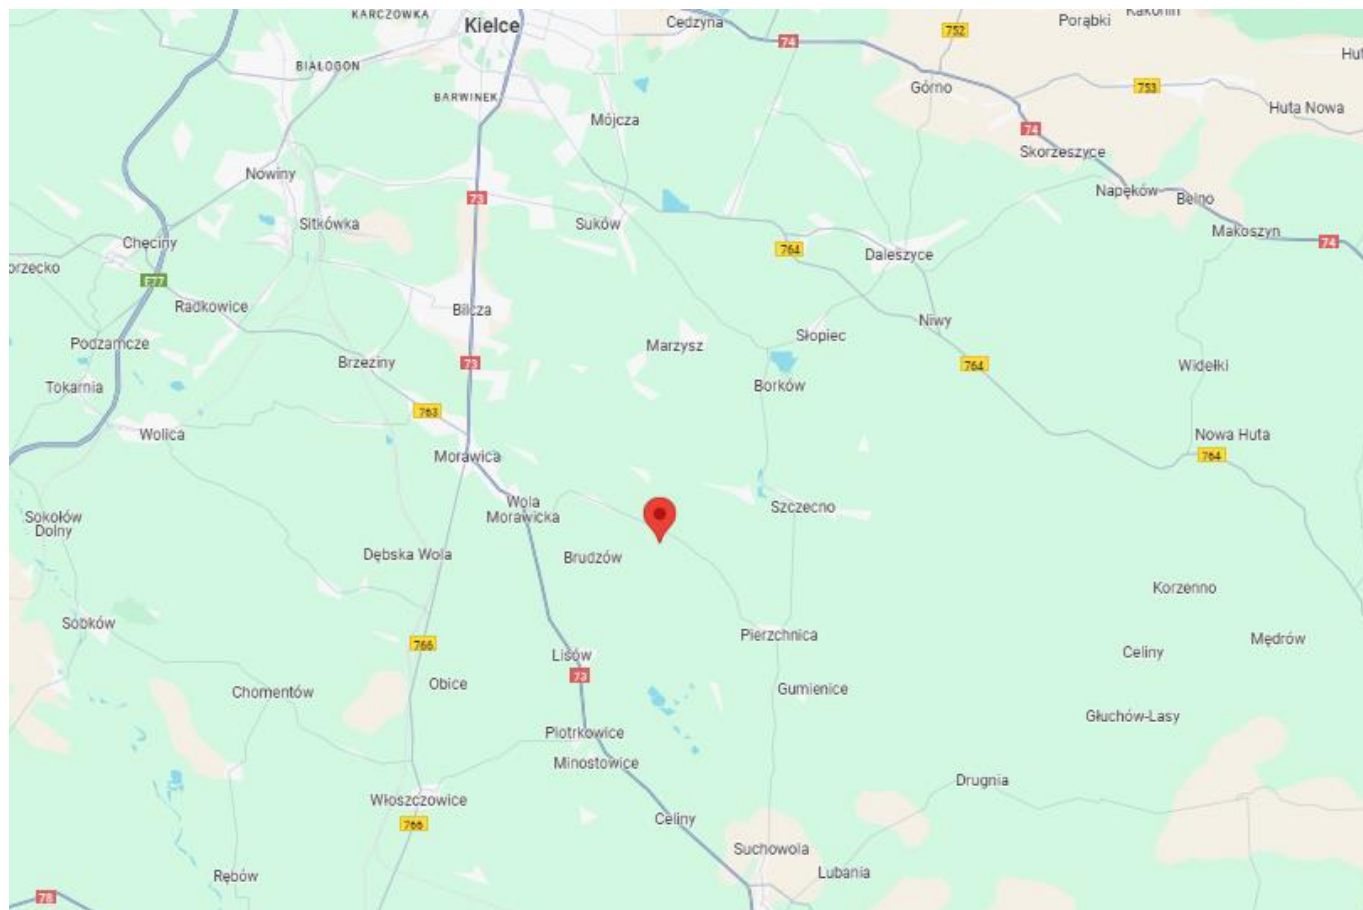 KARCZÓWKA
Kielce
Cedzyna
74
752
Porąbki
Kakonin
BIAŁOGON
BARWINEK
Górno
753
Huta Nowa
Mójcza
74
Skorzeszyce
Nowiny
73
Napęków
Belno
Sitkówka
Suków
Makoszyn
74
Chęciny
764
Daleszyce
orzecko
E77
Radkowice
Bilcza
Niwy
Podzamcze
Marzysz
Słopiec
Brzeziny
73
764
Widełki
Tokarnia
Borków
763
Wolica
Nowa Huta
Morawica
764
Wola
Morawicka
Szczecno
Sokołów
Dolny
Dębska Wola
Brudzów
Korzenno
Sobków
Pierzchnica
Mędrów
766
Lisów
Celiny
73
Obice
Gumienice
Chomentów
Głuchów-Lasy
Piotrkowice
Minostowice
Drugnia
Włoszczowice
766
Celiny
Suchowola
Lubania
Rębów
78